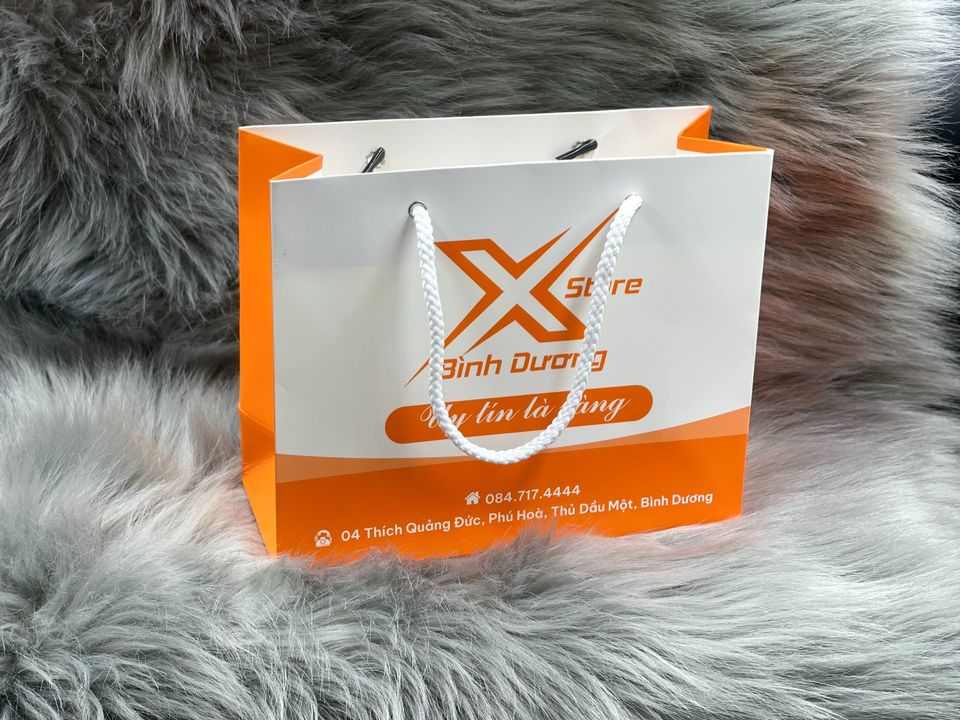 X Store
Bình Dương
Uy tín là vàng
084.717.4444
04 Thích Quảng Đức, Phú Hoà, Thủ Dầu Một, Bình Dương